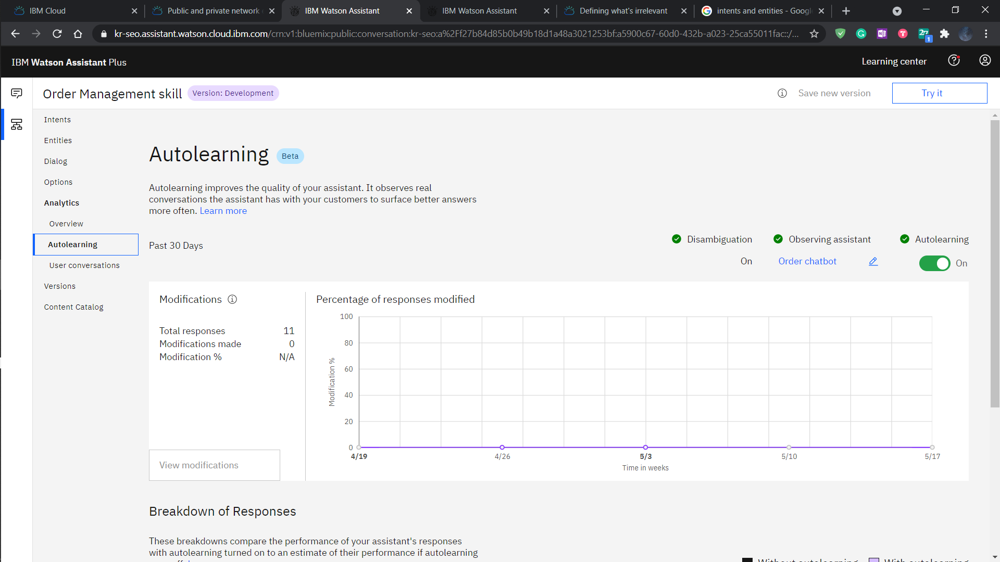 IBM Cloud
Public and private network
IBM Watson Assistant
IBM Watson Assistant
Defining what's irrelevant
intents and entities - Googl
kr-seo.assistant.watson.cloud.ibm.com/crn:v1:bluemix:public:conversation:kr-seo:a%2Ff27b84d85b0b49b18d1a48a3021253bf:a5900c67-60d0-432b-a023-25ca55011fac::/...
1
IBM Watson Assistant Plus
Learning center
Order Management skill
Version: Development
Save new version
Try it
Intents
Entities
Dialog
Options
Analytics
Overview
Autolearning
User conversations
Versions
Content Catalog
Autolearning
Beta
Autolearning improves the quality of your assistant. It observes real
conversations the assistant has with your customers to surface better answers
more often. Learn more
Past 30 Days
Disambiguation
On
Observing assistant
Order chatbot
Autolearning
On
Modifications
Total responses 11
Modifications made 0
Modification % N/A
View modifications
Percentage of responses modified
Modification %
100
80
60
40
20
0
4/19
4/26
5/3
5/10
5/17
Time in weeks
Breakdown of Responses
These breakdowns compare the performance of your assistant's responses
with autolearning turned on to an estimate of their performance if autolearning
Without autolearning
With autolearning